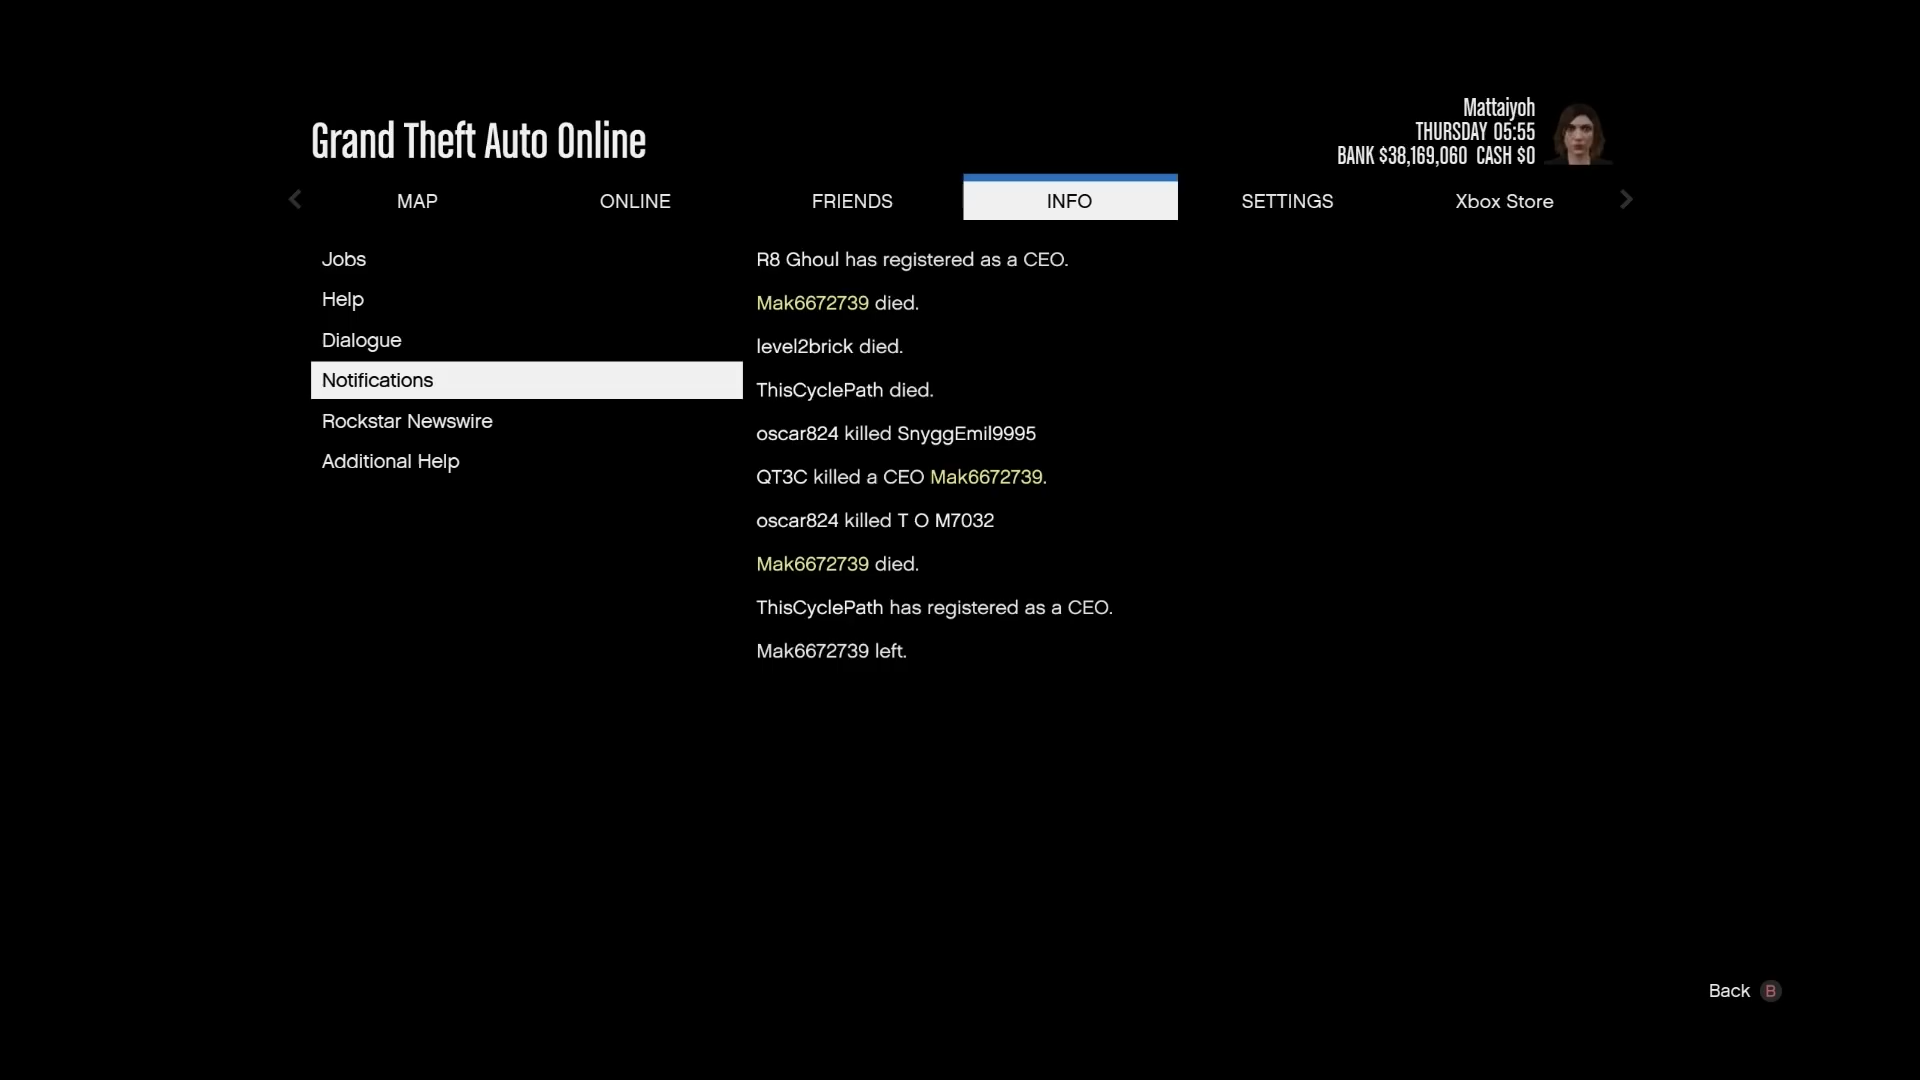 Grand Theft Auto Online
Mattaiyoh
THURSDAY 05:55
BANK $38,169,060 CASH $0
MAP ONLINE FRIENDS INFO SETTINGS Xbox Store
Jobs
Help
Dialogue
Notifications
Rockstar Newswire
Additional Help
R8 Ghoul has registered as a CEO.
Mak6672739 died.
level2brick died.
ThisCyclePath died.
oscar824 killed SnyggEmil9995
QT3C killed a CEO Mak6672739.
oscar824 killed T O M7032
Mak6672739 died.
ThisCyclePath has registered as a CEO.
Mak6672739 left.
Back B